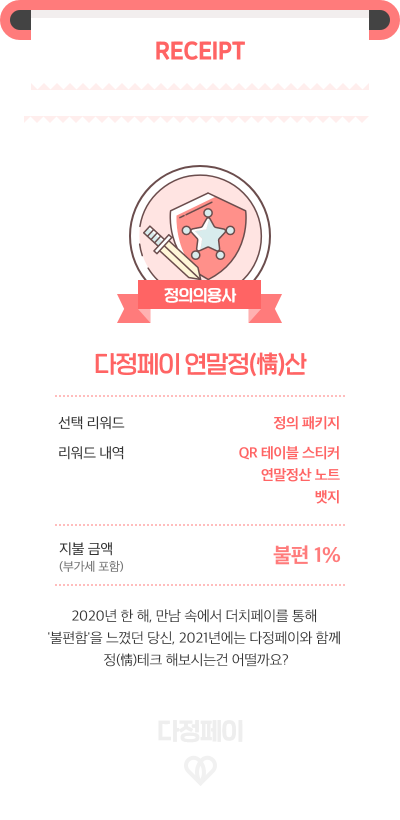 RECEIPT
정의의용사
다정페이 연말정(情)산
선택 리워드 정의 패키지
리워드 내역 QR 테이블 스티커
연말정산 노트
뱃지
지불 금액 불편 1%
(부가세 포함)
2020년 한 해, 만남 속에서 더치페이를 통해
'불편함'을 느꼈던 당신, 2021년에는 다정페이와 함께
정(情)테크 해보시는건 어떨까요?
다정페이